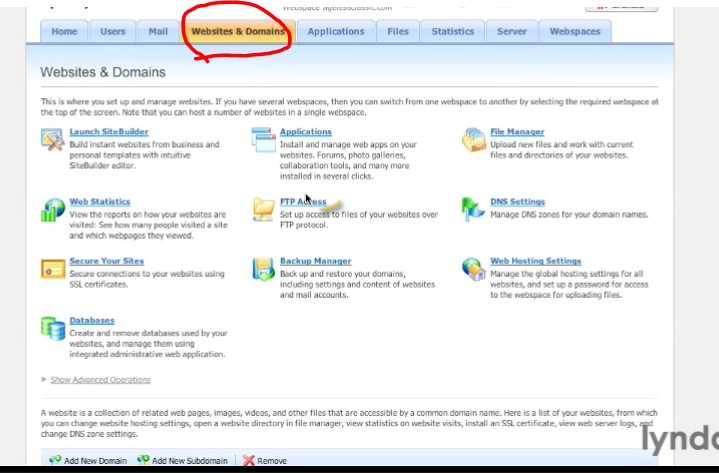 Webspace
Home Users Mail Websites & Domains Applications Files Statistics Server Webspaces
Websites & Domains
This is where you set up and manage websites. If you have several webspaces, then you can switch from one webspace to another by selecting the required webspace at
the top of the screen. Note that you can host a number of websites in a single webspace.
Launch SiteBuilder
Build instant websites from business and
personal templates with intuitive
SiteBuilder editor.
Applications
Install and manage web apps on your
websites. Forums, photo galleries,
collaboration tools, and many more
installed in several clicks.
File Manager
Upload new files and work with current
files and directories of your websites.
Web Statistics
View the reports on how your websites are
visited: See how many people visited a site
and which webpages they viewed.
FTP Access
Set up access to files of your websites over
FTP protocol.
DNS Settings
Manage DNS zones for your domain names.
Secure Your Sites
Secure connections to your websites using
SSL certificates.
Backup Manager
Back up and restore your domains,
including settings and content of websites
and mail accounts.
Web Hosting Settings
Manage the global hosting settings for all
websites, and set up a password for access
to the webspace for uploading files.
Databases
Create and remove databases used by your
websites, and manage them using
integrated administrative web application.
Show Advanced Operations
A website is a collection of related web pages, images, videos, and other files that are accessible by a common domain name. Here is a list of your websites, from which
you can change website hosting settings, open a website directory in file manager, view statistics on website visits, install an SSL certificate, view web server logs, and
change DNS zone settings.
lynd
Add New Domain Add New Subdomain Remove